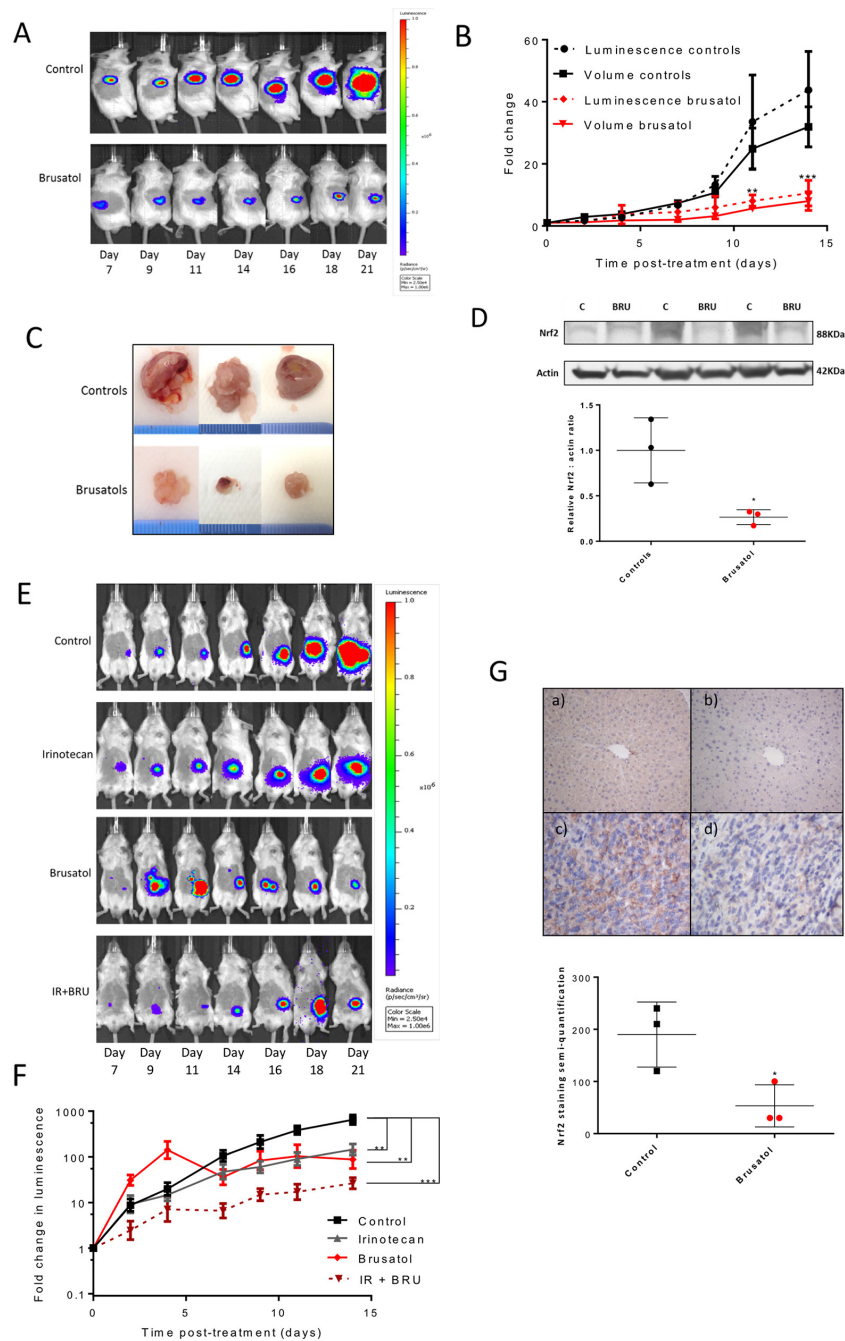 A
Control
Brusatol
Day 7
Day 9
Day 11
Day 14
Day 16
Day 18
Day 21
Luminescence
1.0
0.8
0.6
x10⁶
0.4
0.2
Radiance
(p/sec/cm²/sr)
Color Scale
Min = 2.50e4
Max = 1.00e6
B
Fold change
60
40
20
0
0 5 10 15
Time post-treatment (days)
Luminescence controls
Volume controls
Luminescence brusatol
Volume brusatol
**
***
C
Controls
Brusatols
D
C BRU C BRU C BRU
Nrf2 88KDa
Actin 42KDa
Relative Nrf2 : actin ratio
1.5
1.0
0.5
0.0
*
Controls
Brusatol
E
Control
Irinotecan
Brusatol
IR+BRU
Day 7
Day 9
Day 11
Day 14
Day 16
Day 18
Day 21
Luminescence
1.0
0.8
0.6
x10⁶
0.4
0.2
Radiance
(p/sec/cm²/sr)
Color Scale
Min = 2.50e4
Max = 1.00e6
F
Fold change in luminescence
1000
100
10
1
0.1
0 5 10 15
Time post-treatment (days)
**
**
***
Control
Irinotecan
Brusatol
IR + BRU
G
a)
b)
c)
d)
Nrf2 staining semi-quantification
300
200
100
0
*
Control
Brusatol